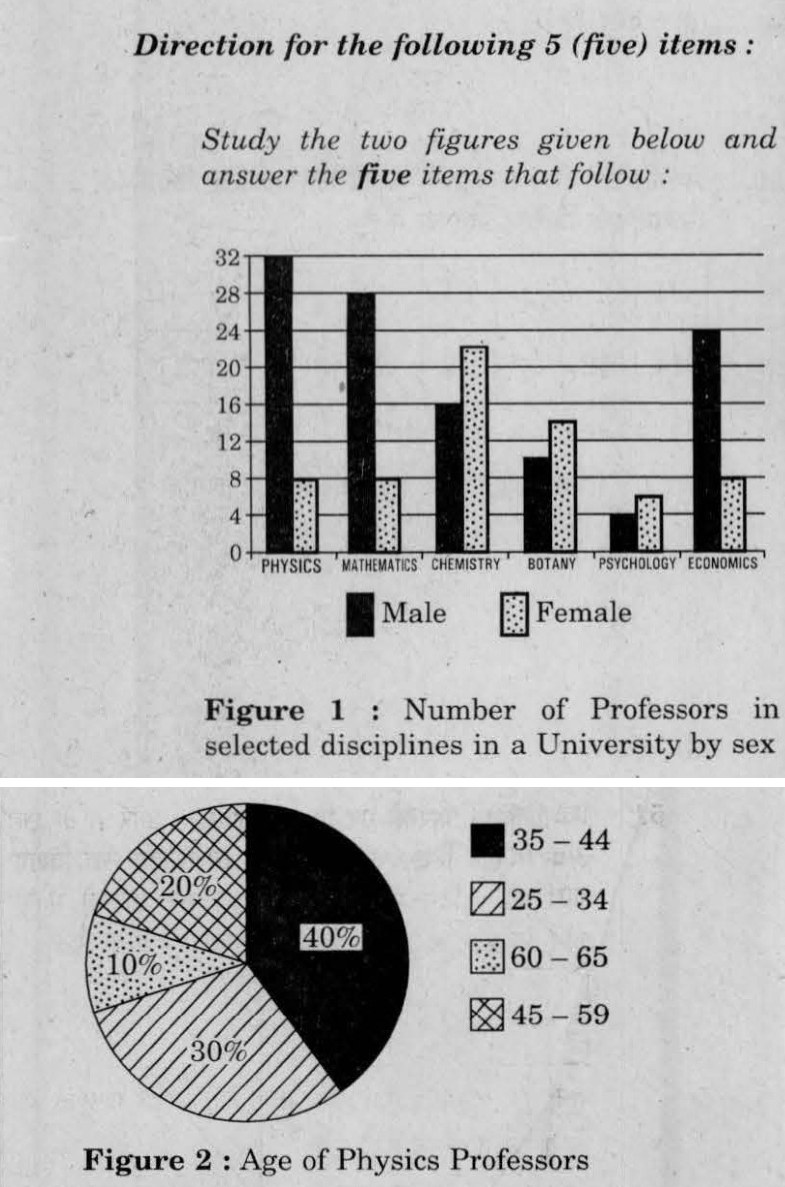 Direction for the following 5 (five) items :
Study the two figures given below and
answer the five items that follow :
32
28
24
20
16
12
8
4
0
PHYSICS MATHEMATICS CHEMISTRY BOTANY PSYCHOLOGY ECONOMICS
Male Female
Figure 1 : Number of Professors in
selected disciplines in a University by sex
20%
40%
10%
30%
35 – 44
25 – 34
60 – 65
45 – 59
Figure 2 : Age of Physics Professors